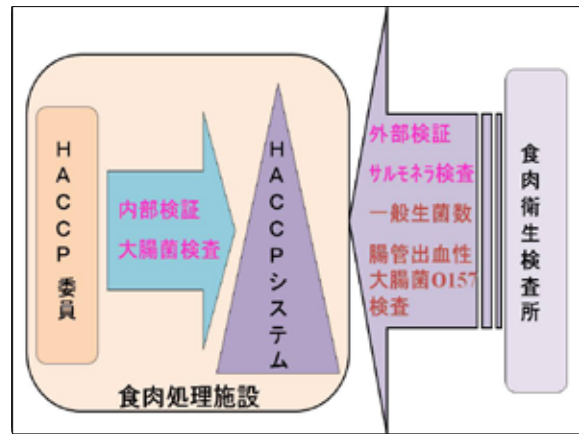 HACCP委員
内部検証
大腸菌検査
HACCPシステム
食肉処理施設
外部検証
サルモネラ検査
一般生菌数
腸管出血性
大腸菌O157
検査
食肉衛生検査所